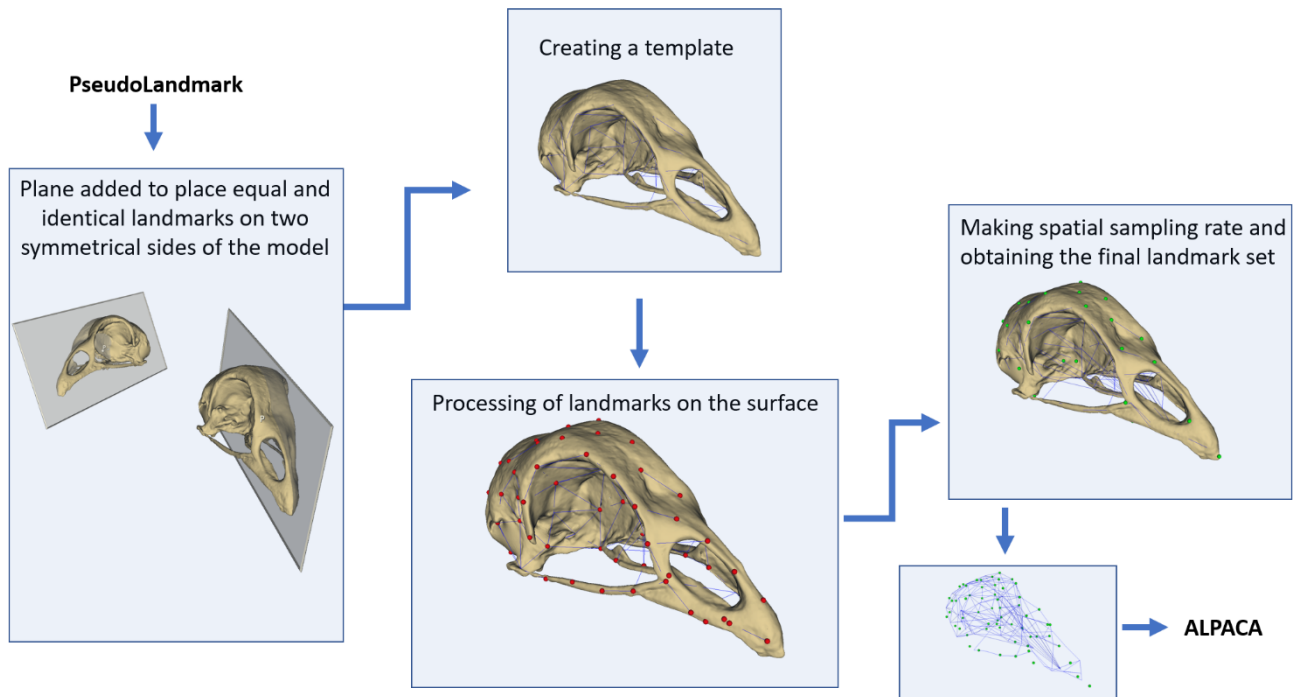 PseudoLandmark
Plane added to place equal and
identical landmarks on two
symmetrical sides of the model
Creating a template
Processing of landmarks on the surface
Making spatial sampling rate and
obtaining the final landmark set
ALPACA